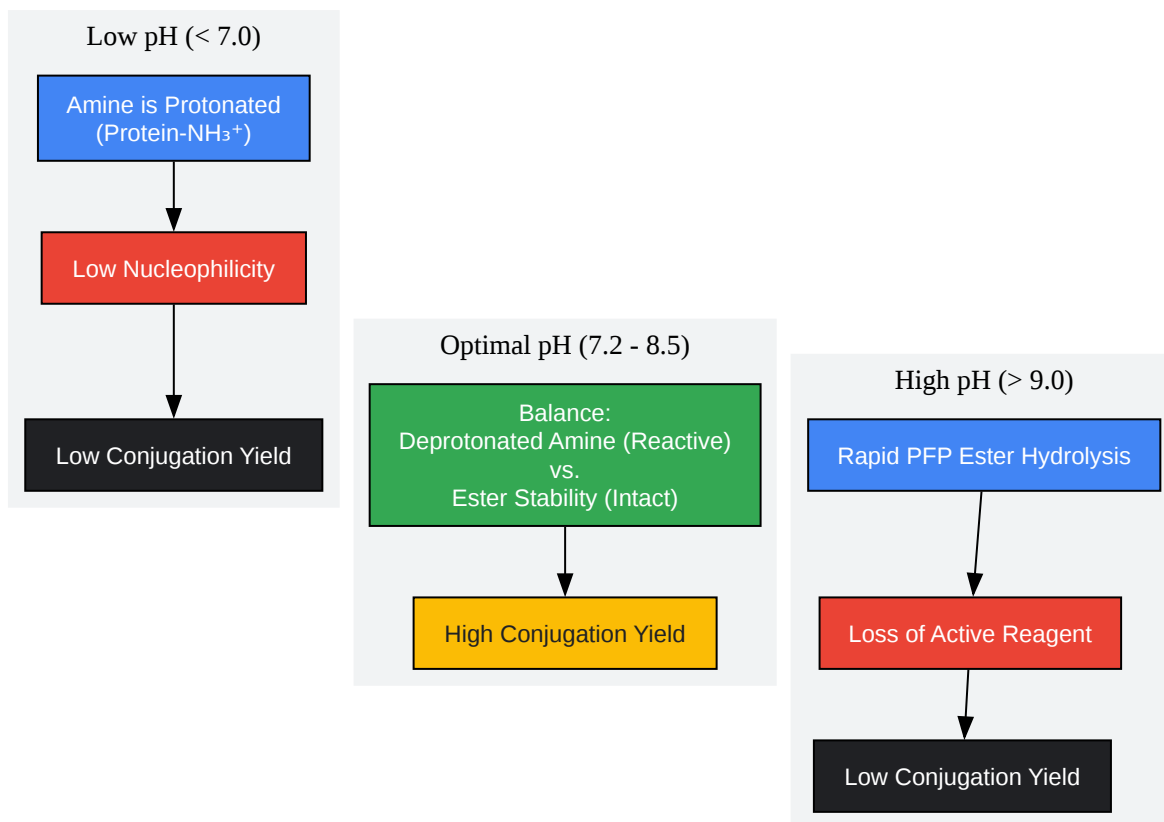 Low pH (< 7.0)
Amine is Protonated
(Protein-NH₃⁺)
Low Nucleophilicity
Low Conjugation Yield
Optimal pH (7.2 - 8.5)
Balance:
Deprotonated Amine (Reactive)
vs.
Ester Stability (Intact)
High Conjugation Yield
High pH (> 9.0)
Rapid PFP Ester Hydrolysis
Loss of Active Reagent
Low Conjugation Yield